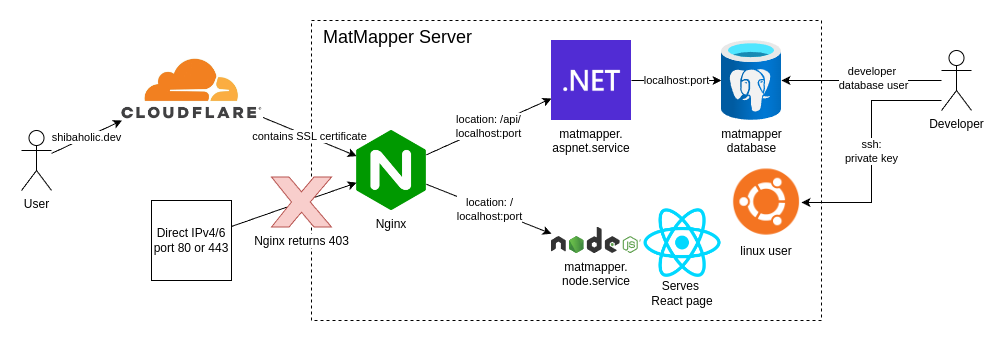 MatMapper Server
CLOUDFLARE
shibaholic.dev
User
contains SSL certificate
Direct IPv4/6
port 80 or 443
Nginx returns 403
N
Nginx
location: /api/
localhost:port
location: /
localhost:port
.NET
matmapper.
aspnet.service
localhost:port
matmapper
database
developer
database user
Developer
ssh:
private key
linux user
node
JS
matmapper.
node.service
Serves
React page